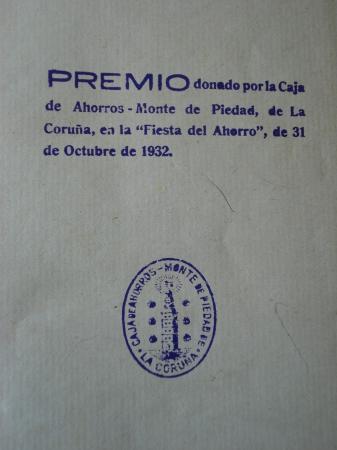 PREMIO donado por la Caja
de Ahorros - Monte de Piedad, de La
Coruña, en la "Fiesta del Ahorro", de 31
de Octubre de 1932.
CAJA DE AHORROS - MONTE DE PIEDAD DE
LA CORUÑA